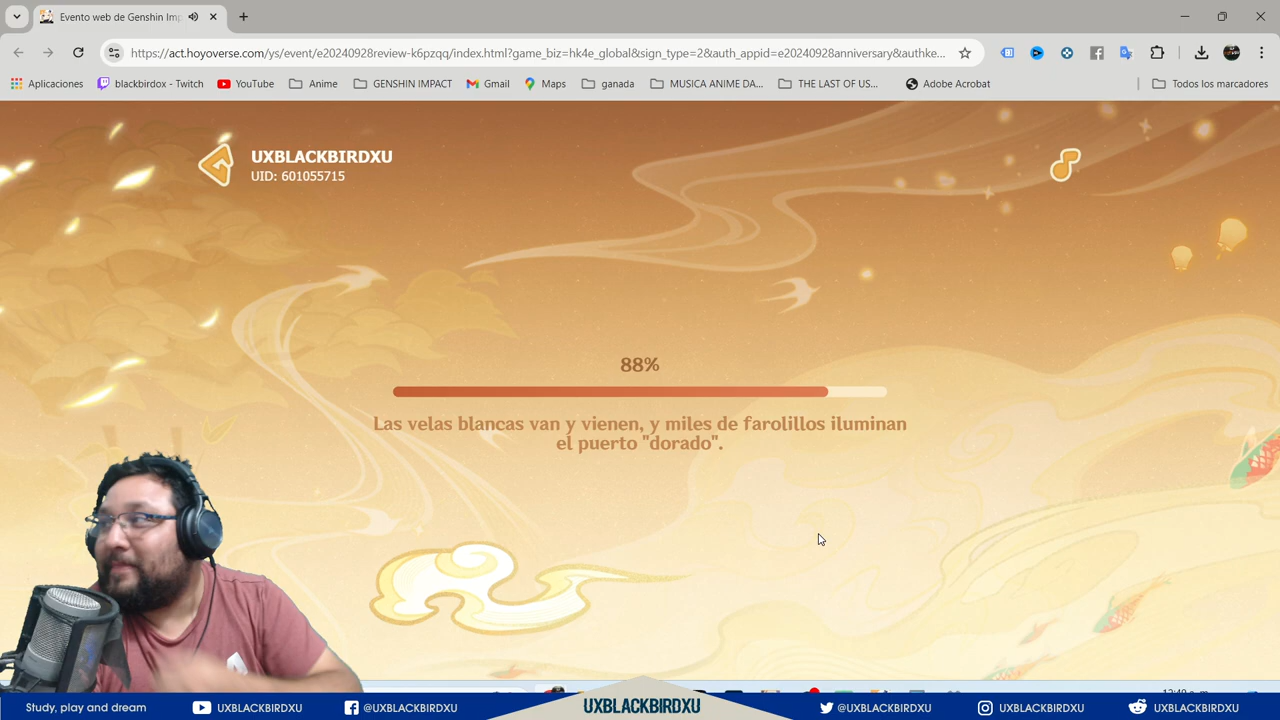 Evento web de Genshin Imp
https://act.hoyoverse.com/ys/event/e20240928review-k6pzqq/index.html?game_biz=hk4e_global&sign_type=2&auth_appid=e20240928anniversary&authke...
Aplicaciones
blackbirdox - Twitch
YouTube
Anime
GENSHIN IMPACT
Gmail
Maps
ganada
MUSICA ANIME DA...
THE LAST OF US...
Adobe Acrobat
Todos los marcadores
UXBLACKBIRDXU
UID: 601055715
88%
Las velas blancas van y vienen, y miles de farolillos iluminan
el puerto "dorado".
Study, play and dream
UXBLACKBIRDXU
@UXBLACKBIRDXU
UXBLACKBIRDXU
@UXBLACKBIRDXU
UXBLACKBIRDXU
UXBLACKBIRDXU